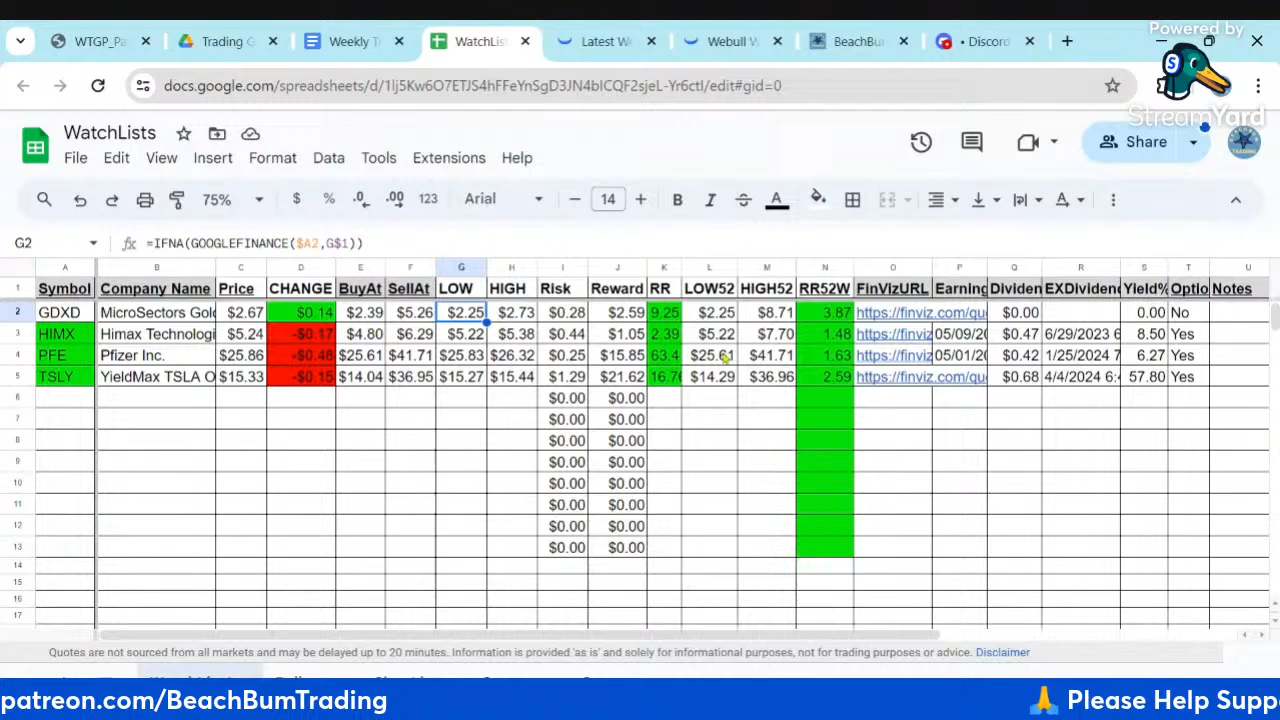 Powered by
StreamYard
WTGP_Pa
Trading G
Weekly T
WatchList
Latest W
Webull W
BeachBu
• Discord
docs.google.com/spreadsheets/d/
/edit#gid=0
WatchLists
File Edit View Insert Format Data Tools Extensions Help
Share
75% $ % .0 .00 123 Arial 14 B I S A
G2 fx =IFNA(GOOGLEFINANCE($A2,G$1))
A B C D E F G H I J K L M N O P Q R S T U
1 Symbol Company Name Price CHANGE BuyAt SellAt LOW HIGH Risk Reward RR LOW52 HIGH52 RR52W FinVizURL Earning Dividen EXDividen Yield% Optio Notes
2 GDXD MicroSectors Gol $2.67 $0.14 $2.39 $5.26 $2.25 $2.73 $0.28 $2.59 9.25 $2.25 $8.71 3.87 https://finviz.com/qu $0.00 0.00 No
3 HIMX Himax Technologi $5.24 -$0.17 $4.80 $6.29 $5.22 $5.38 $0.44 $1.05 2.39 $5.22 $7.70 1.48 https://finviz.com/qu 05/09/20 $0.47 6/29/2023 6 8.50 Yes
4 PFE Pfizer Inc. $25.86 -$0.48 $25.61 $41.71 $25.83 $26.32 $0.25 $15.85 63.4 $25.61 $41.71 1.63 https://finviz.com/qu 05/01/20 $0.42 1/25/2024 7 6.27 Yes
5 TSLY YieldMax TSLA O $15.33 -$0.15 $14.04 $36.95 $15.27 $15.44 $1.29 $21.62 16.76 $14.29 $36.96 2.59 https://finviz.com/qu $0.68 4/4/2024 6:4 57.80 Yes
6 $0.00 $0.00
7 $0.00 $0.00
8 $0.00 $0.00
9 $0.00 $0.00
10 $0.00 $0.00
11 $0.00 $0.00
12 $0.00 $0.00
13 $0.00 $0.00
14
15
16
17
Quotes are not sourced from all markets and may be delayed up to 20 minutes. Information is provided 'as is' and solely for informational purposes, not for trading purposes or advice. Disclaimer
patreon.com/BeachBumTrading 🙏 Please Help Supp